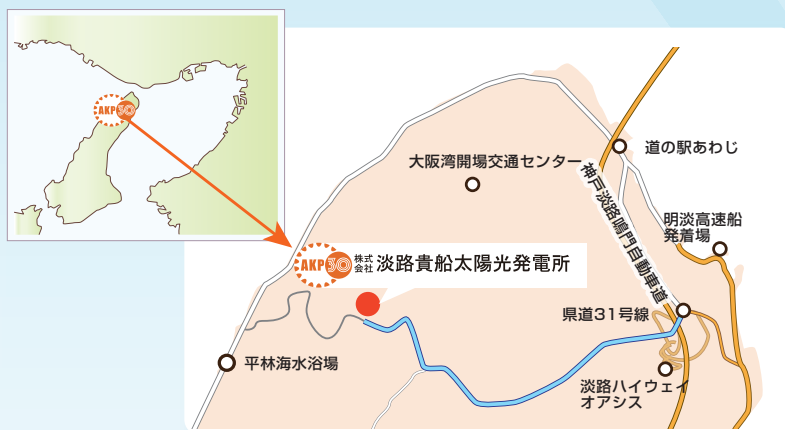 AKP30
道の駅あわじ
大阪湾開場交通センター
神戸淡路鳴門自動車道
明淡高速船
発着場
AKP30 株式会社 淡路貴船太陽光発電所
県道31号線
平林海水浴場
淡路ハイウェイ
オアシス